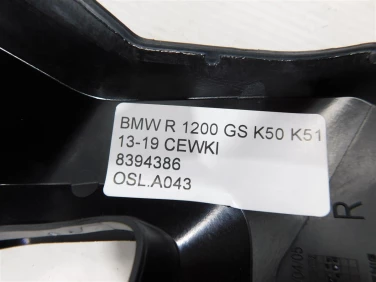 BMW R 1200 GS K50 K51
13-19 CEWKI
8394386
OSL.A043
R